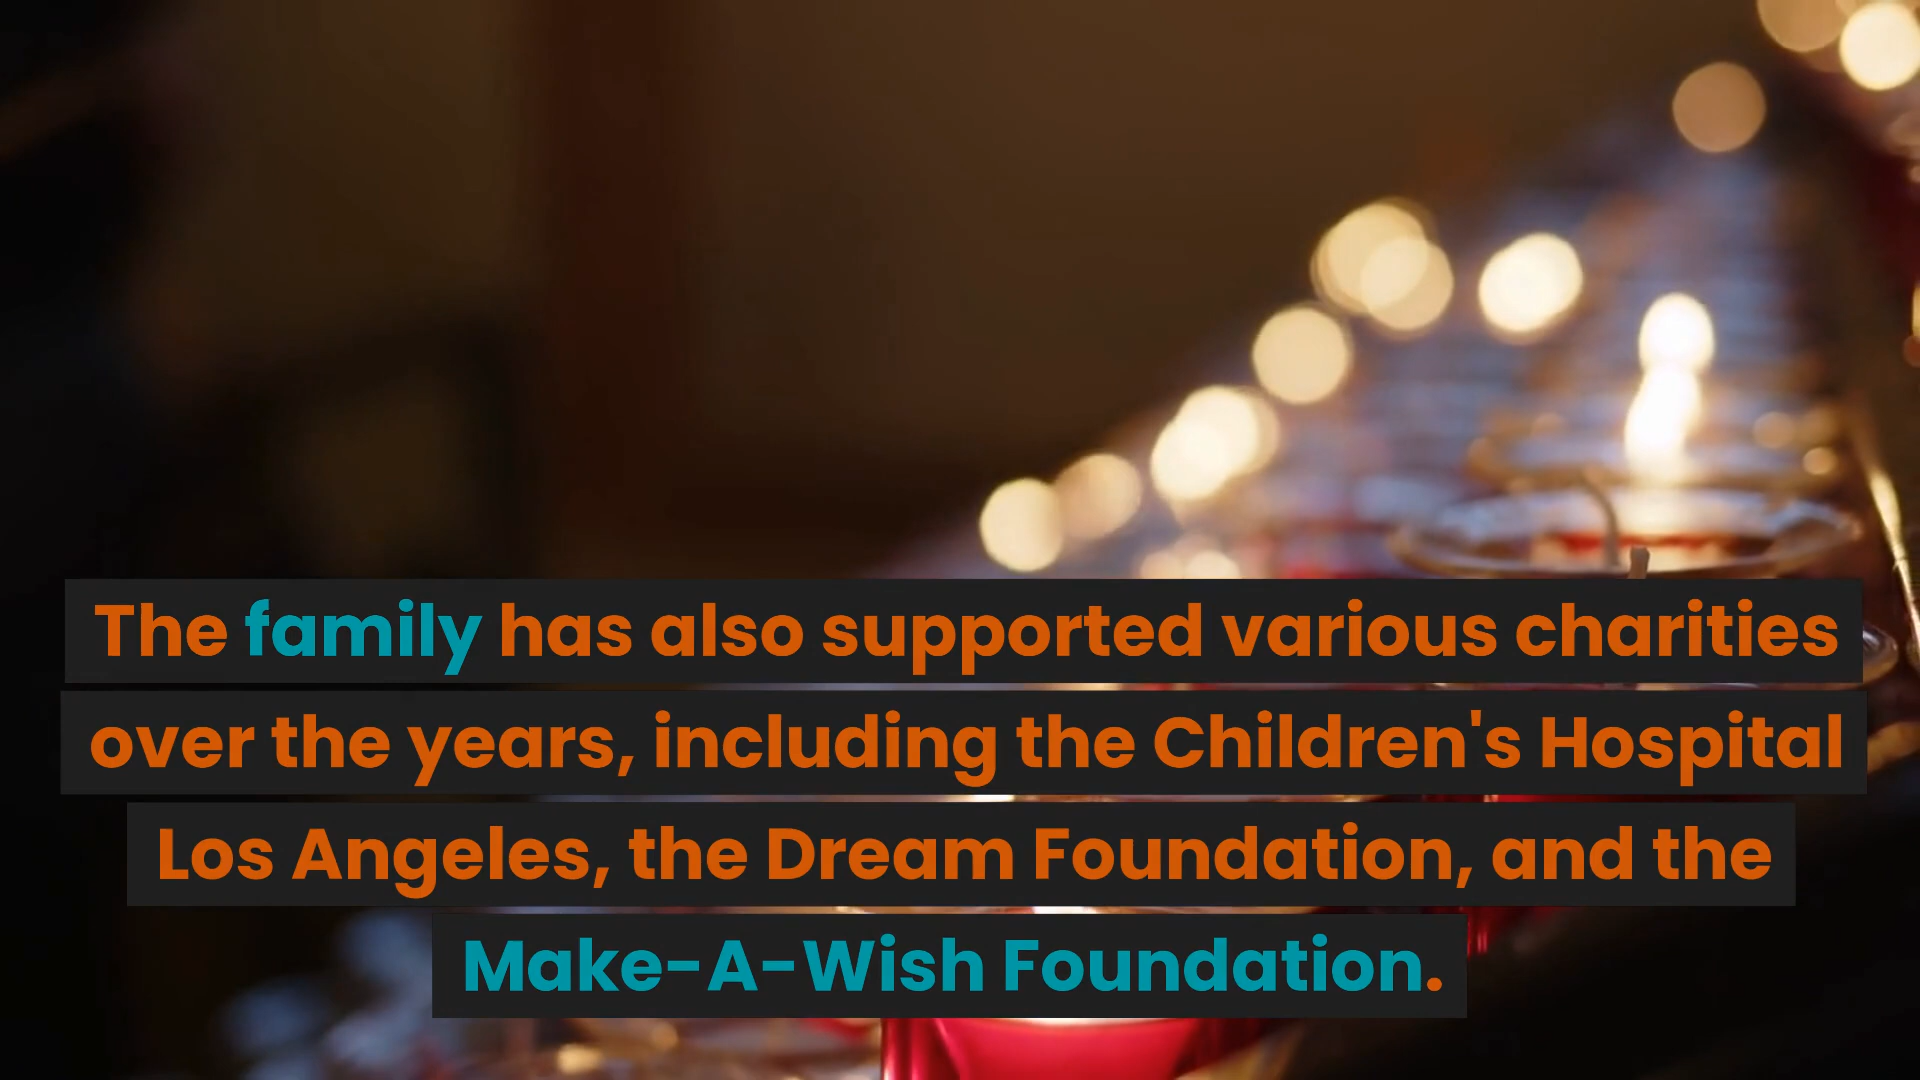 The family has also supported various charities
over the years, including the Children's Hospital
Los Angeles, the Dream Foundation, and the
Make-A-Wish Foundation.